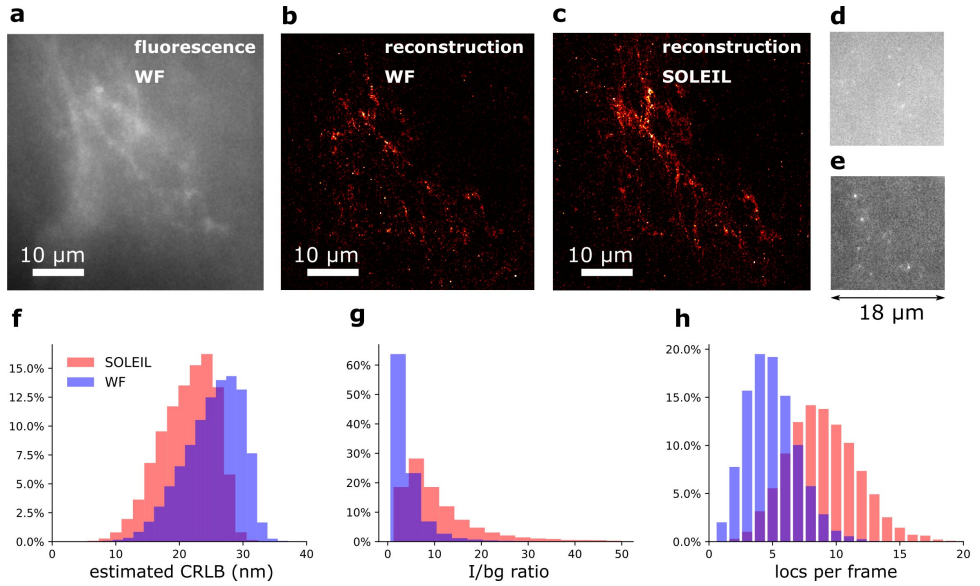 a
fluorescence
WF
10 µm
b
reconstruction
WF
10 µm
c
reconstruction
SOLEIL
10 µm
d
e
18 µm
f
15.0%
12.5%
10.0%
7.5%
5.0%
2.5%
0.0%
SOLEIL
WF
0 10 20 30 40
estimated CRLB (nm)
g
60%
50%
40%
30%
20%
10%
0%
0 10 20 30 40 50
I/bg ratio
h
20.0%
15.0%
10.0%
5.0%
0.0%
0 5 10 15 20
locs per frame